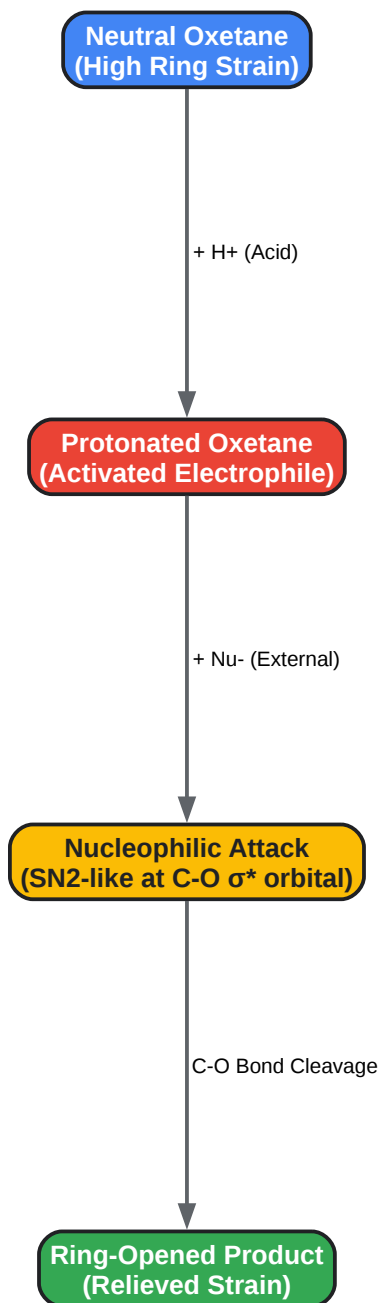 Neutral Oxetane
(High Ring Strain)
+ H+ (Acid)
Protonated Oxetane
(Activated Electrophile)
+ Nu- (External)
Nucleophilic Attack
(SN2-like at C-O σ* orbital)
C-O Bond Cleavage
Ring-Opened Product
(Relieved Strain)